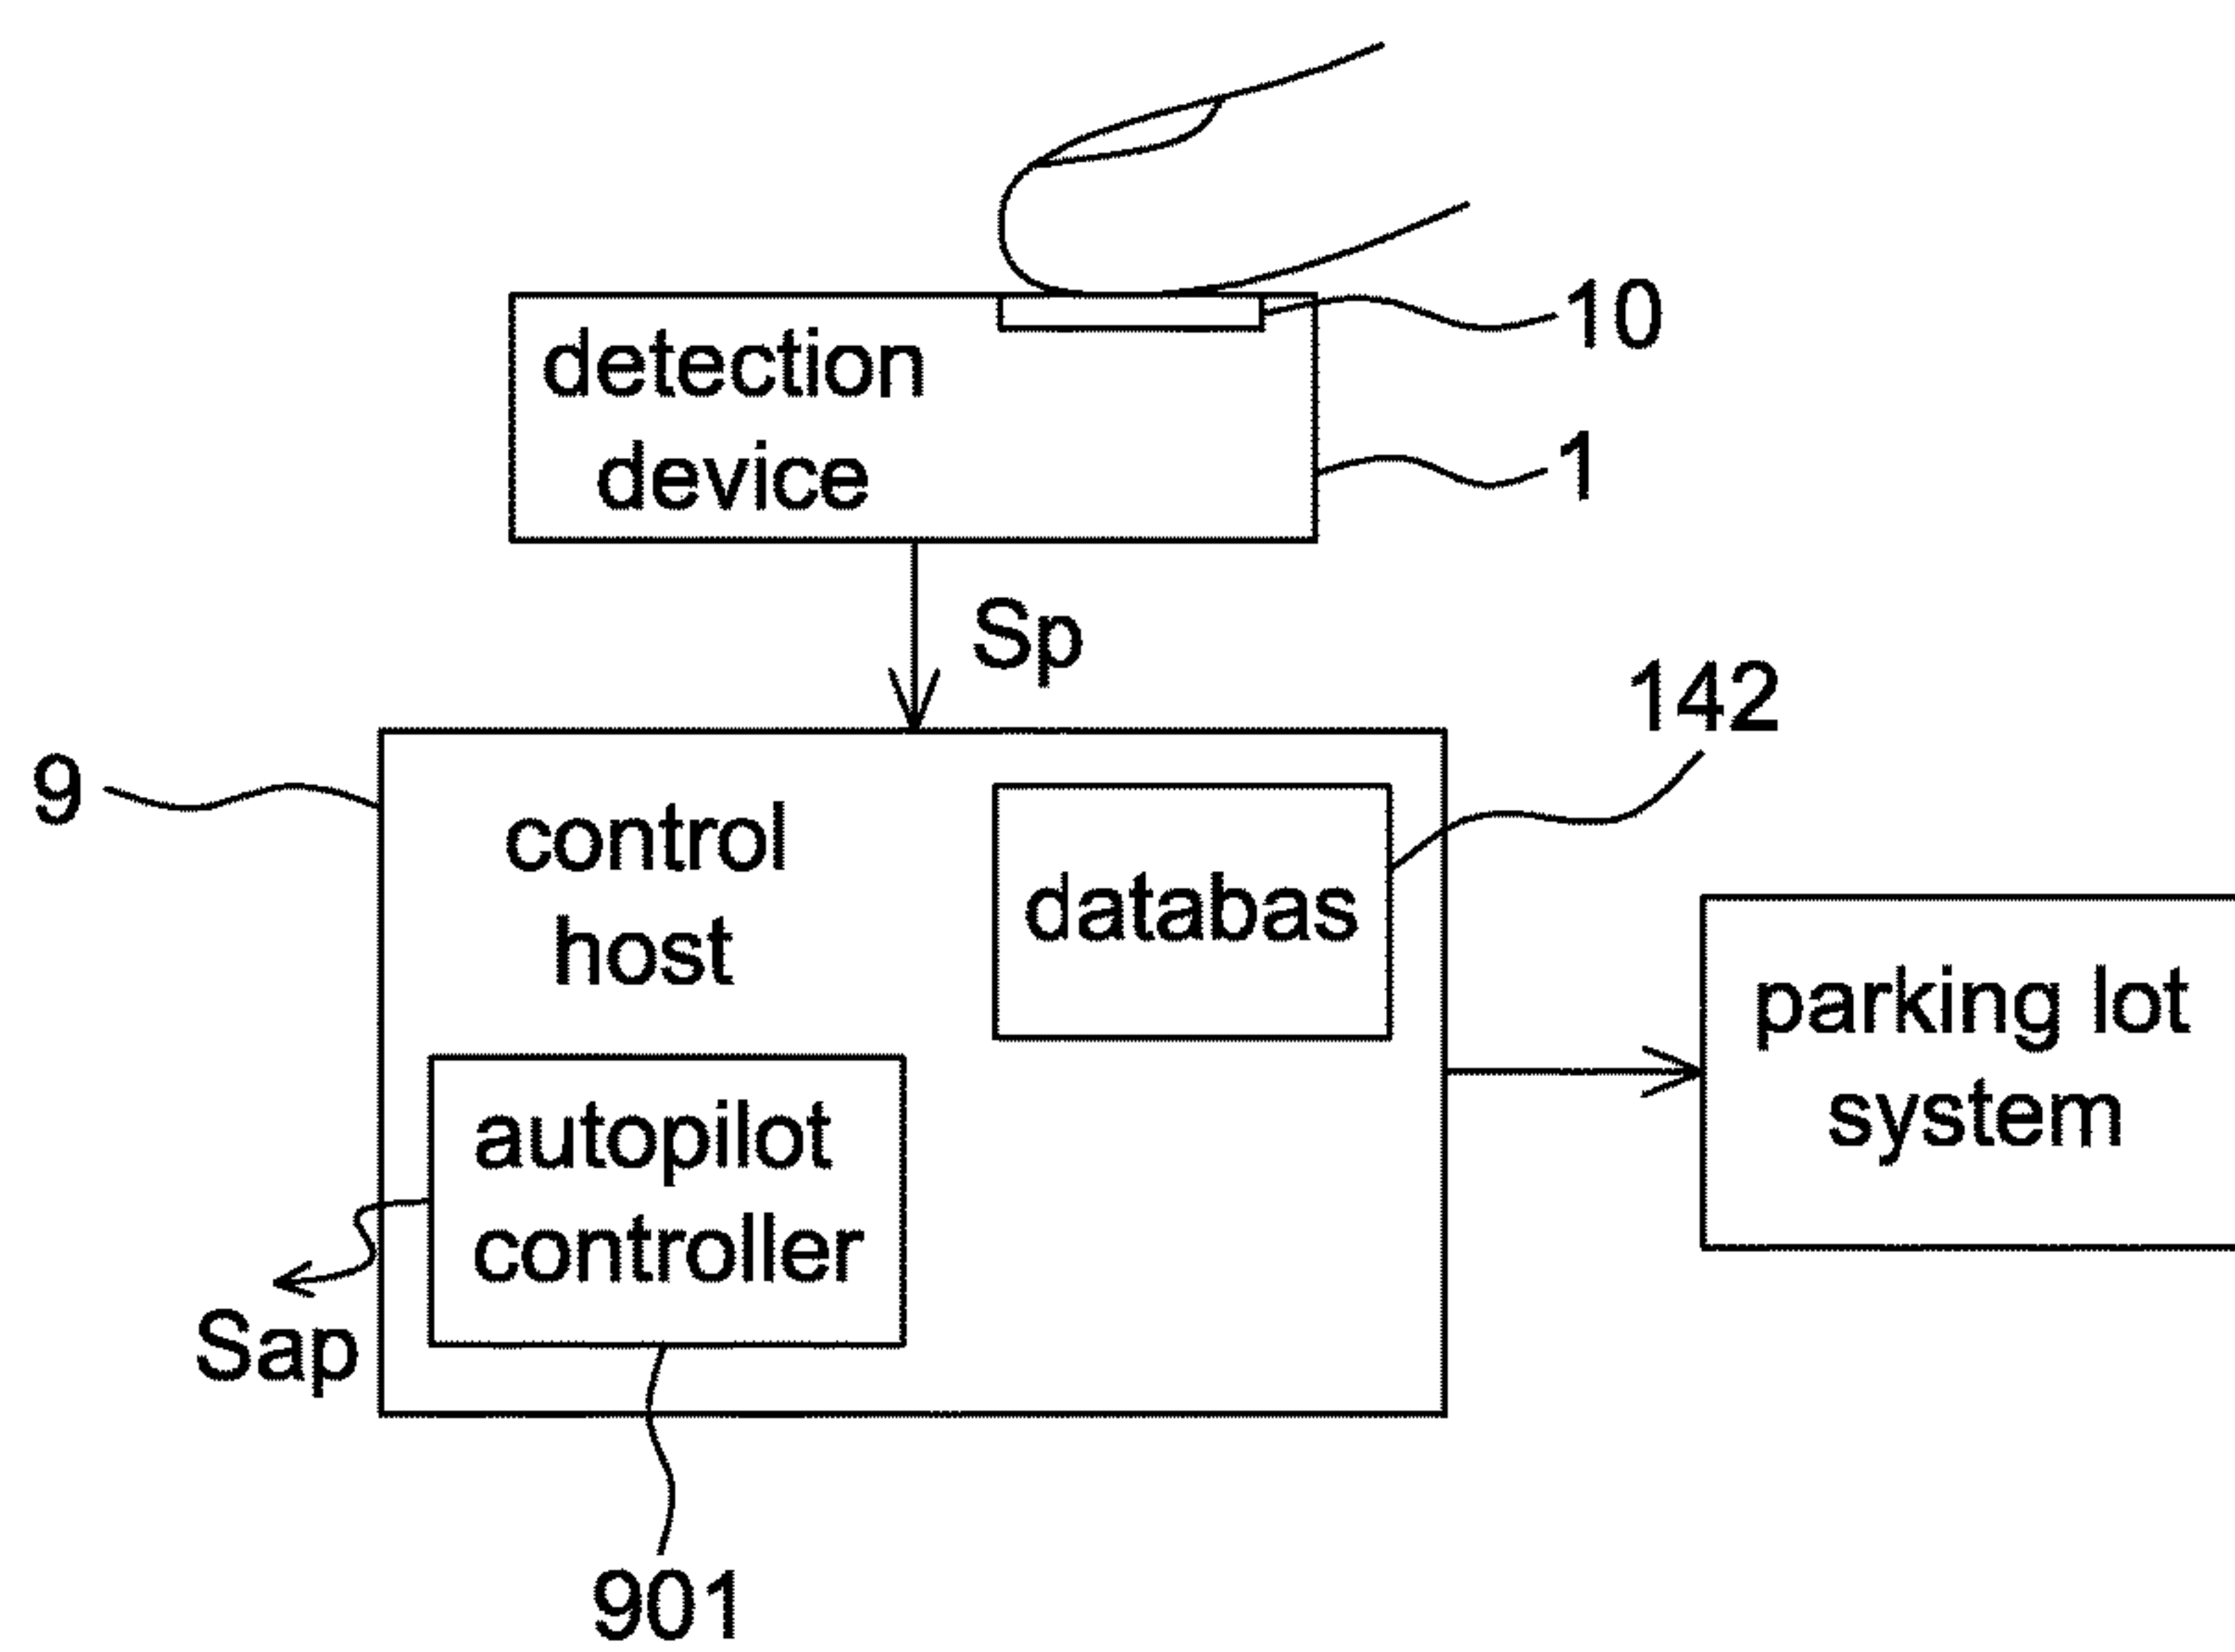 10
detection
device
1
Sp
142
9
control
host
databas
parking lot
system
autopilot
controller
Sap
901